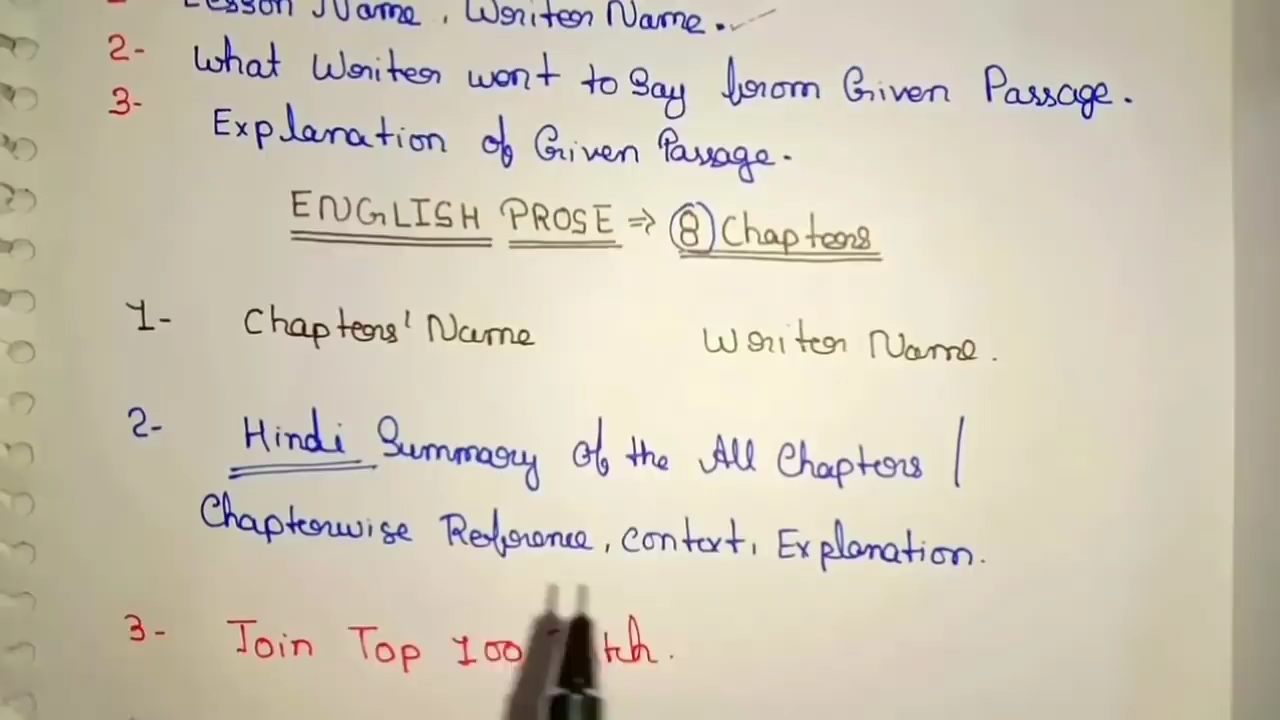 Lesson Name, Writer Name.
2- What Writer want to Say from Given Passage.
3- Explanation of Given Passage.
ENGLISH PROSE ⇒ 8 Chapters
1- Chapters' Name Writer Name.
2- Hindi Summary of the All Chapters /
Chapterwise Reference, context, Explanation.
3- Join Top 100